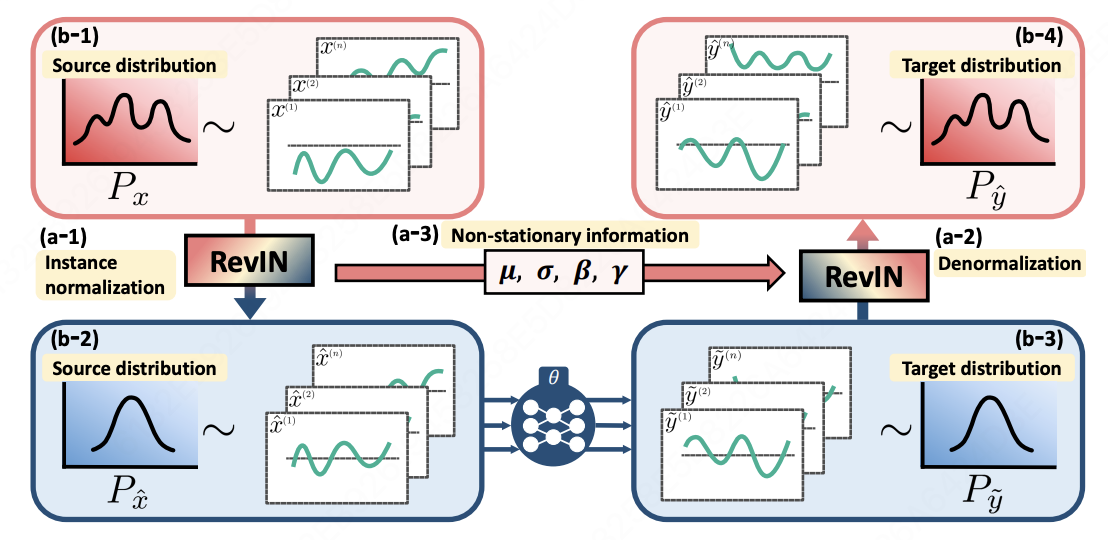 (b-1)
Source distribution
x⁽ⁿ⁾
x⁽²⁾
x⁽¹⁾
~
Pₓ
(b-4)
Target distribution
ŷ⁽ⁿ⁾
ŷ⁽²⁾
ŷ⁽¹⁾
~
P_ŷ
(a-1)
Instance
normalization
RevIN
(a-3) Non-stationary information
μ, σ, β, γ
RevIN
(a-2)
Denormalization
(b-2)
Source distribution
x̂⁽ⁿ⁾
x̂⁽²⁾
x̂⁽¹⁾
~
P_x̂
θ
(b-3)
Target distribution
ỹ⁽ⁿ⁾
ỹ⁽²⁾
ỹ⁽¹⁾
~
P_ỹ